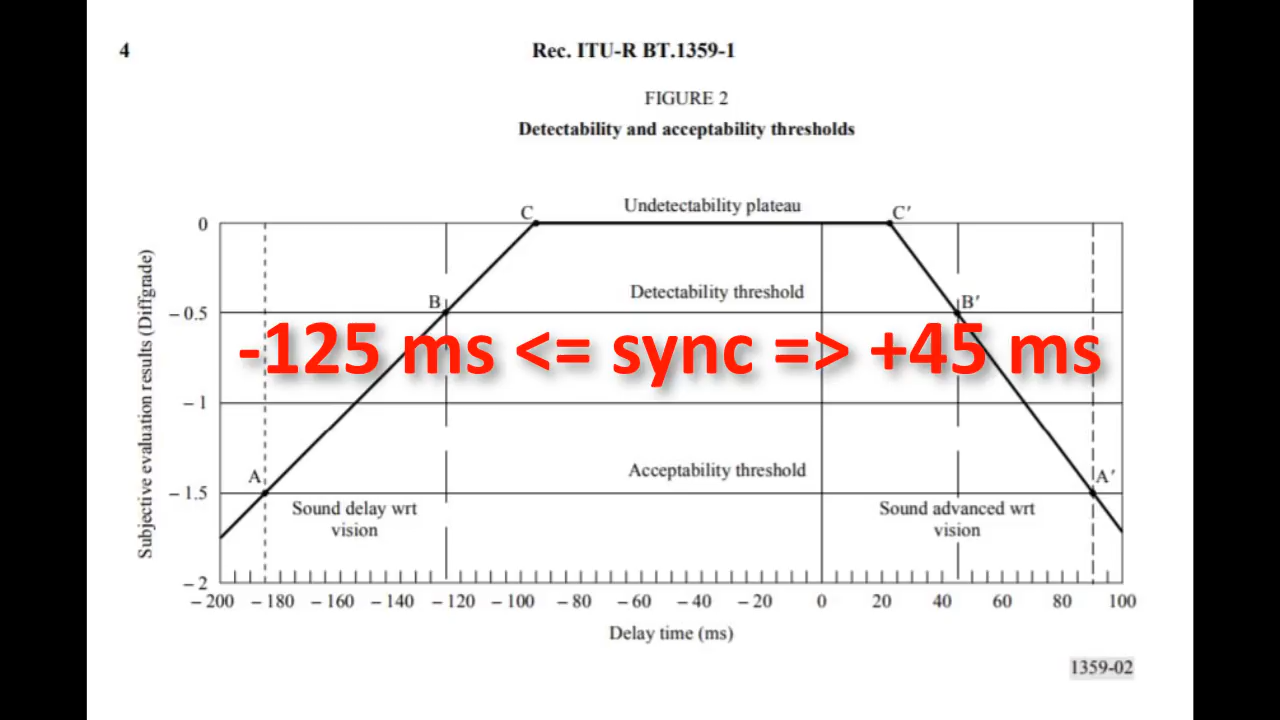 4
Rec. ITU-R BT.1359-1
FIGURE 2
Detectability and acceptability thresholds
Undetectability plateau
C
C′
0
Detectability threshold
B
B′
– 0.5
-125 ms <= sync => +45 ms
– 1
Acceptability threshold
A
A′
– 1.5
Sound delay wrt
vision
Sound advanced wrt
vision
– 2
Subjective evaluation results (Diffgrade)
– 200 – 180 – 160 – 140 – 120 – 100 – 80 – 60 – 40 – 20 0 20 40 60 80 100
Delay time (ms)
1359-02